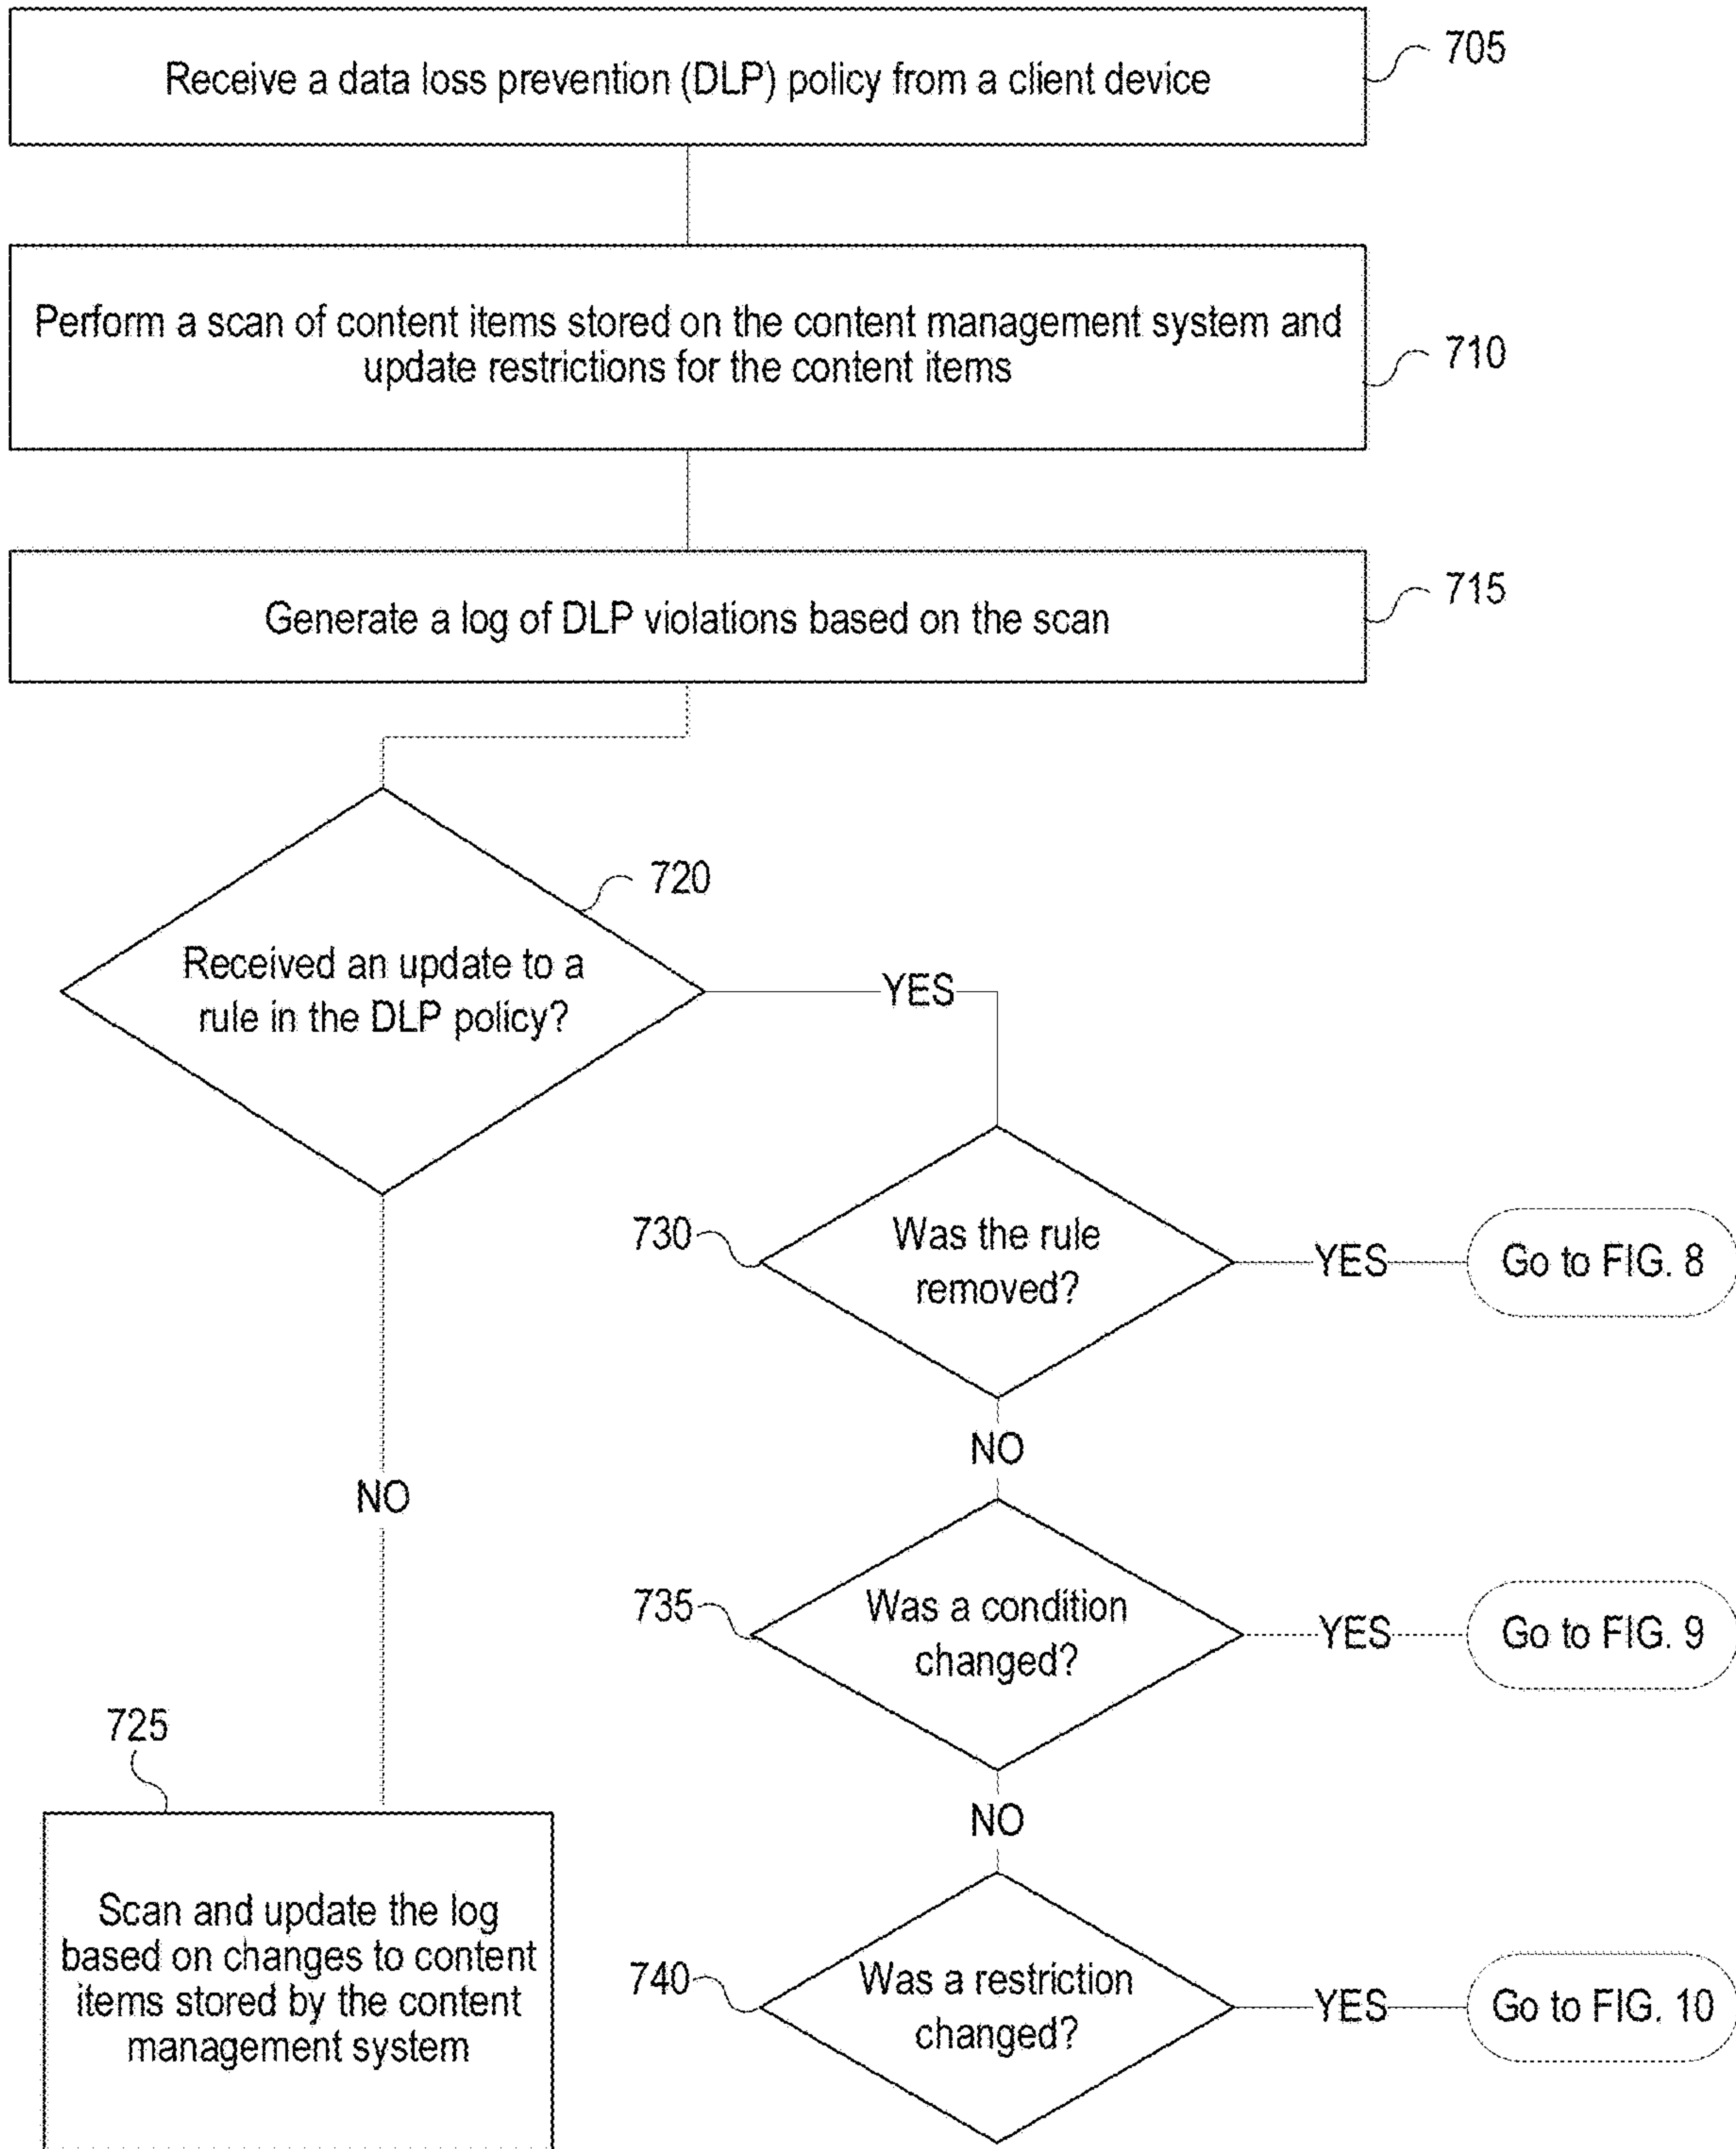 Receive a data loss prevention (DLP) policy from a client device
705
Perform a scan of content items stored on the content management system and
update restrictions for the content items
710
Generate a log of DLP violations based on the scan
715
720
Received an update to a
rule in the DLP policy?
YES
730
Was the rule
removed?
YES
Go to FIG. 8
NO
NO
735
Was a condition
changed?
YES
Go to FIG. 9
725
NO
Scan and update the log
based on changes to content
items stored by the content
management system
740
Was a restriction
changed?
YES
Go to FIG. 10